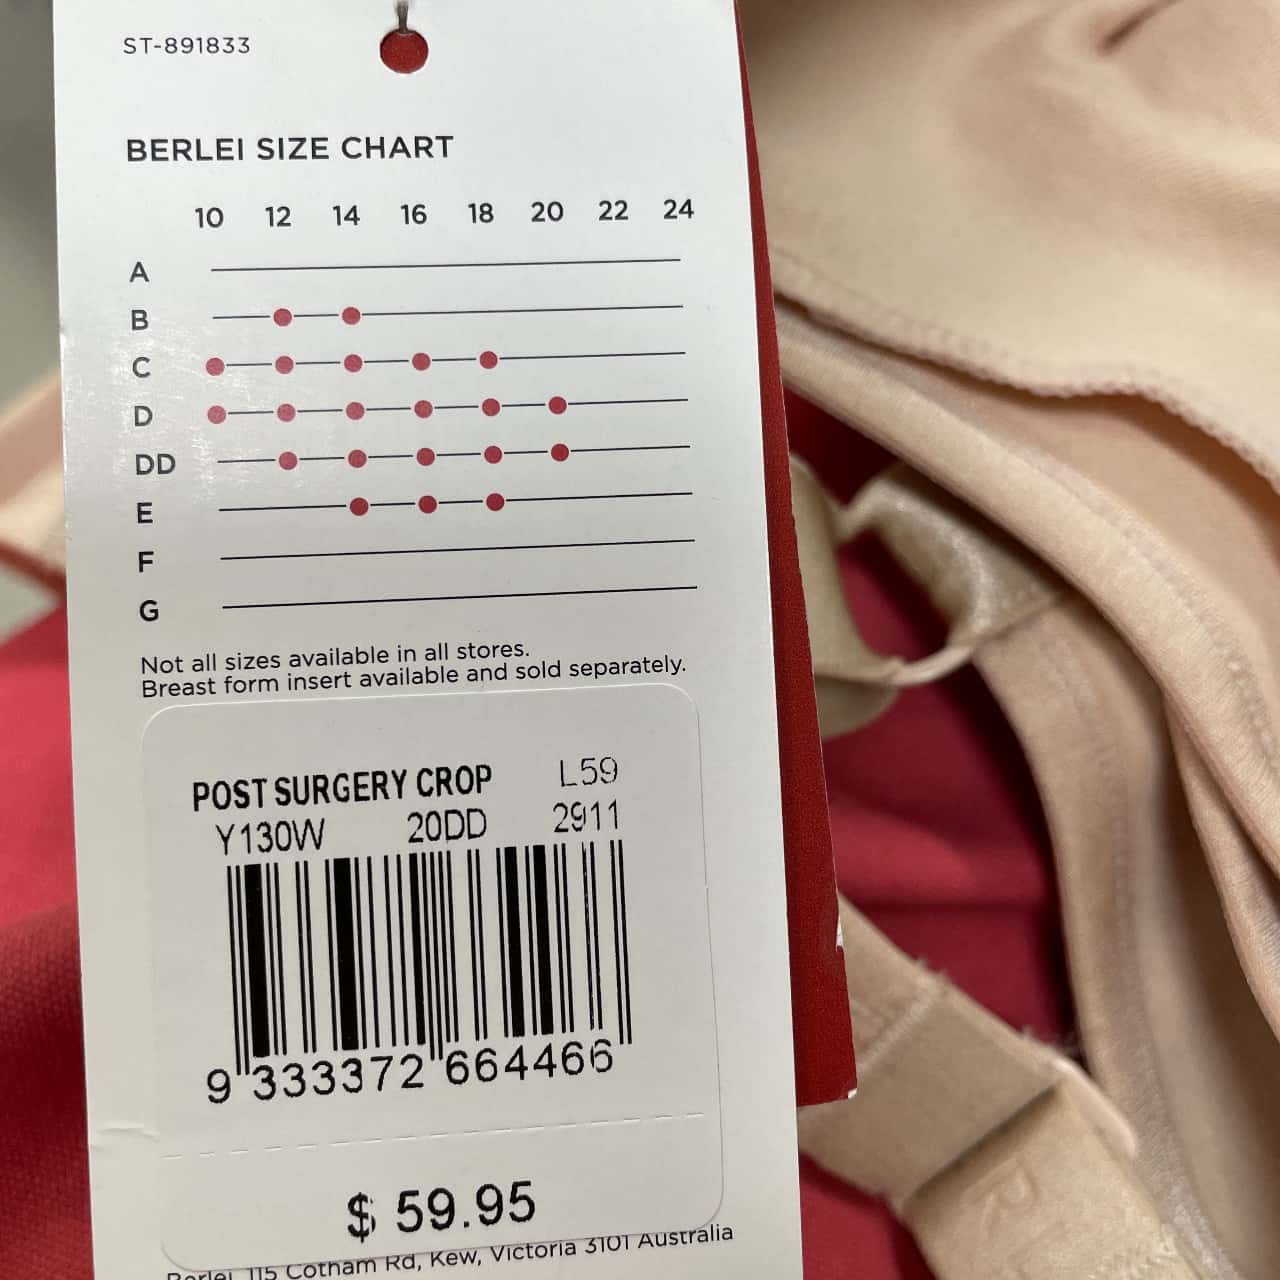 ST-891833
BERLEI SIZE CHART
10 12 14 16 18 20 22 24
A
B
C
D
DD
E
F
G
Not all sizes available in all stores.
Breast form insert available and sold separately.
POST SURGERY CROP L59
Y130W 20DD 2911
9 333372 664466
$ 59.95
Berlei 115 Cotham Rd, Kew, Victoria 3101 Australia